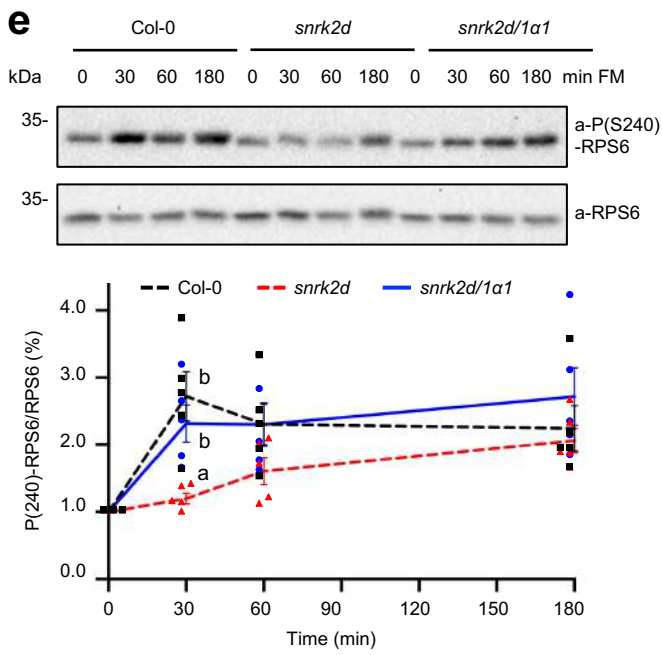 e
Col-0 snrk2d snrk2d/1α1
kDa 0 30 60 180 0 30 60 180 0 30 60 180 min FM
35- a-P(S240)
-RPS6
35- a-RPS6
Col-0 snrk2d snrk2d/1α1
P(240)-RPS6/RPS6 (%)
4.0
3.0
2.0
1.0
0.0
b
b
a
0 30 60 90 120 150 180
Time (min)